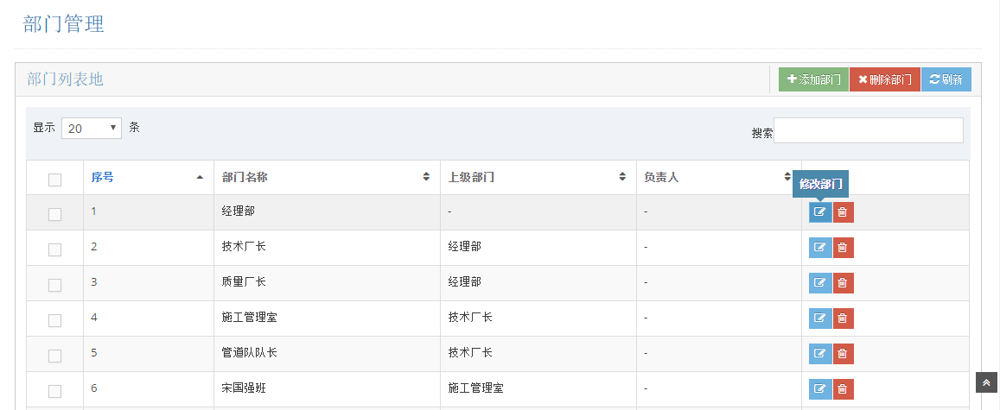 部门管理
部门列表地 添加部门 删除部门 刷新
显示 20 条 搜索
序号 部门名称 上级部门 负责人 修改部门
1 经理部 - -
2 技术厂长 经理部 -
3 质量厂长 经理部 -
4 施工管理室 技术厂长 -
5 管道队队长 技术厂长 -
6 宋国强班 施工管理室 -